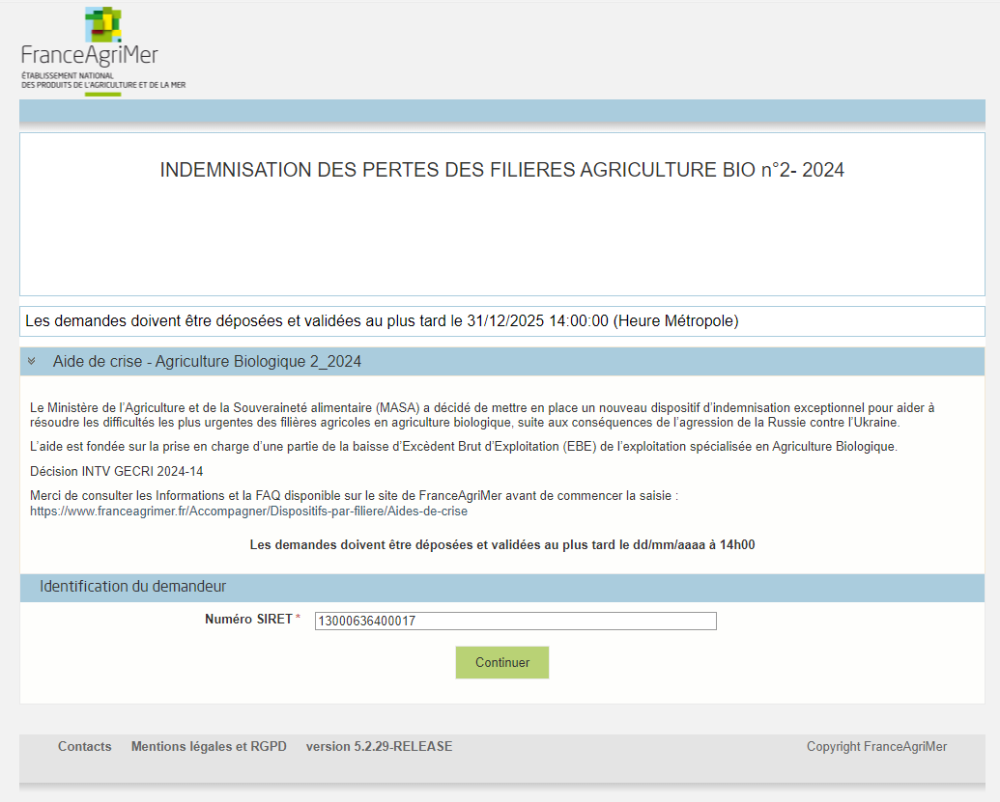 FranceAgriMer
ÉTABLISSEMENT NATIONAL
DES PRODUITS DE L'AGRICULTURE ET DE LA MER
INDEMNISATION DES PERTES DES FILIERES AGRICULTURE BIO n°2- 2024
Les demandes doivent être déposées et validées au plus tard le 31/12/2025 14:00:00 (Heure Métropole)
Aide de crise - Agriculture Biologique 2_2024
Le Ministère de l'Agriculture et de la Souveraineté alimentaire (MASA) a décidé de mettre en place un nouveau dispositif d'indemnisation exceptionnel pour aider à
résoudre les difficultés les plus urgentes des filières agricoles en agriculture biologique, suite aux conséquences de l'agression de la Russie contre l'Ukraine.
L'aide est fondée sur la prise en charge d'une partie de la baisse d'Excèdent Brut d'Exploitation (EBE) de l'exploitation spécialisée en Agriculture Biologique.
Décision INTV GECRI 2024-14
Merci de consulter les Informations et la FAQ disponible sur le site de FranceAgriMer avant de commencer la saisie :
https://www.franceagrimer.fr/Accompagner/Dispositifs-par-filiere/Aides-de-crise
Les demandes doivent être déposées et validées au plus tard le dd/mm/aaaa à 14h00
Identification du demandeur
Numéro SIRET * 13000636400017
Continuer
Contacts Mentions légales et RGPD version 5.2.29-RELEASE Copyright FranceAgriMer